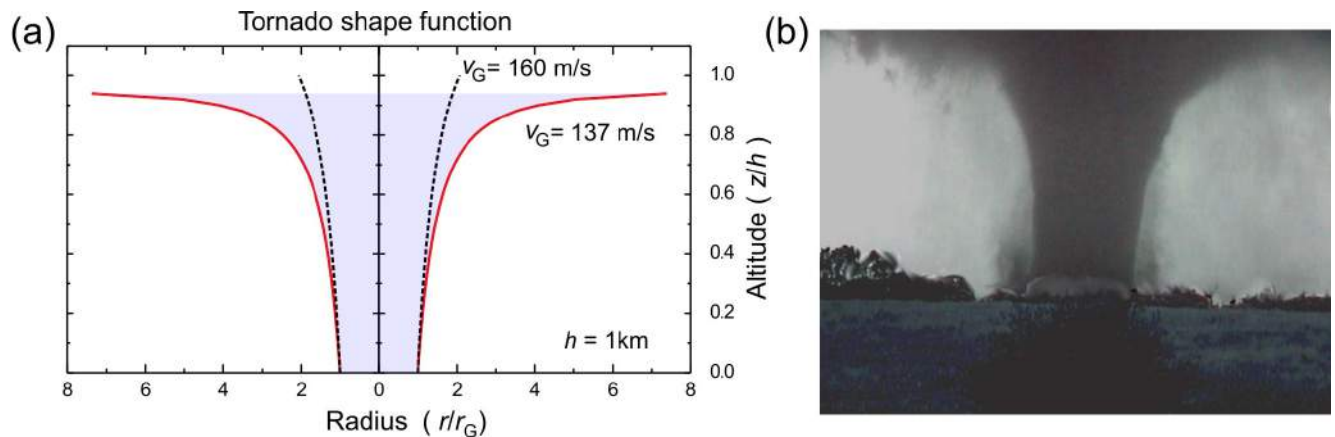 (a)
Tornado shape function
v_G = 160 m/s
v_G = 137 m/s
h = 1km
1.0
0.8
0.6
0.4
0.2
0.0
Altitude ( z/h )
8 6 4 2 0 2 4 6 8
Radius ( r/r_G )
(b)